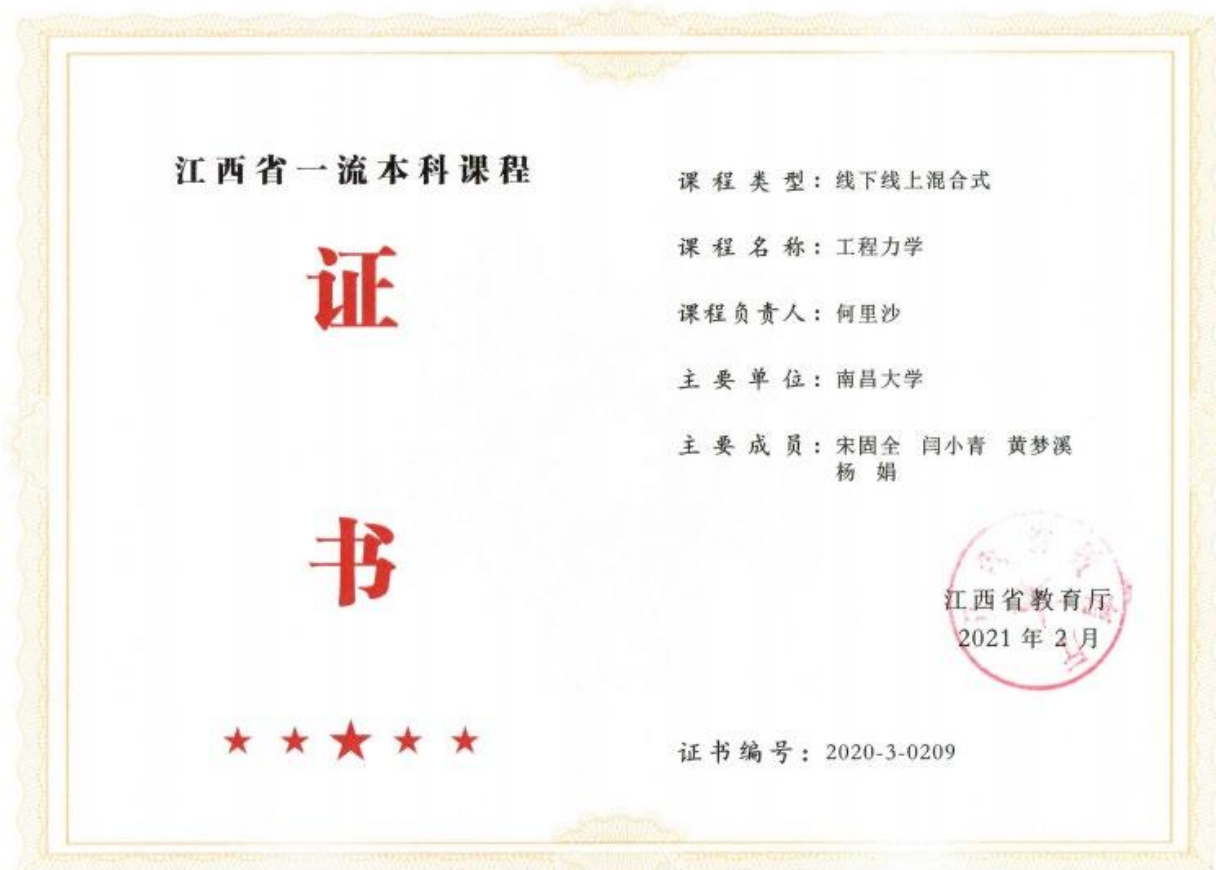 江西省一流本科课程
证
书
课程类型：线下线上混合式
课程名称：工程力学
课程负责人：何里沙
主要单位：南昌大学
主要成员：宋固全 闫小青 黄梦溪
杨 娟
江西省教育厅
2021 年 2 月
证书编号：2020-3-0209